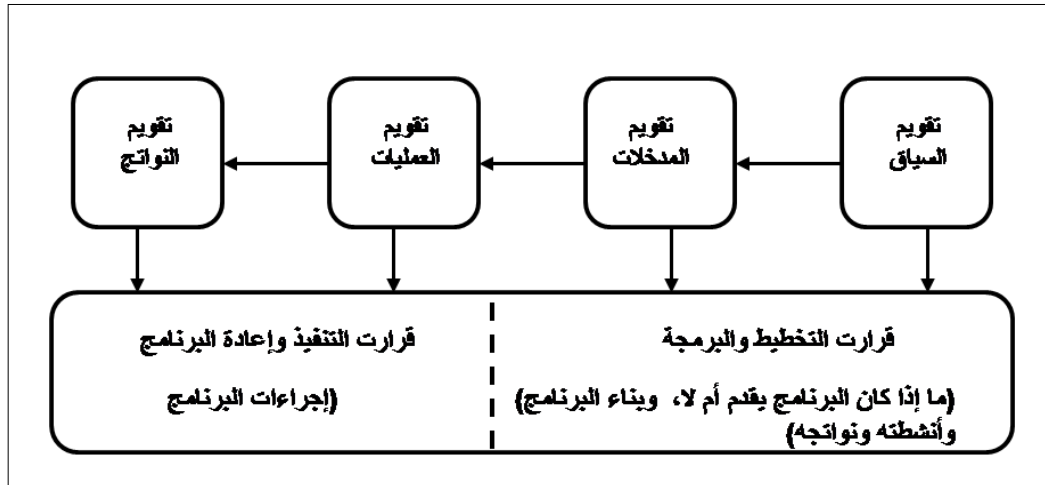 تقويم
السياق
تقويم
المدخلات
تقويم
العمليات
تقويم
النواتج
قرارت التخطيط والبرمجة
(ما إذا كان البرنامج يقدم أم لا، وبناء البرنامج)
وأنشطته ونواتجه)
قرارت التنفيذ وإعادة البرنامج
(إجراءات البرنامج